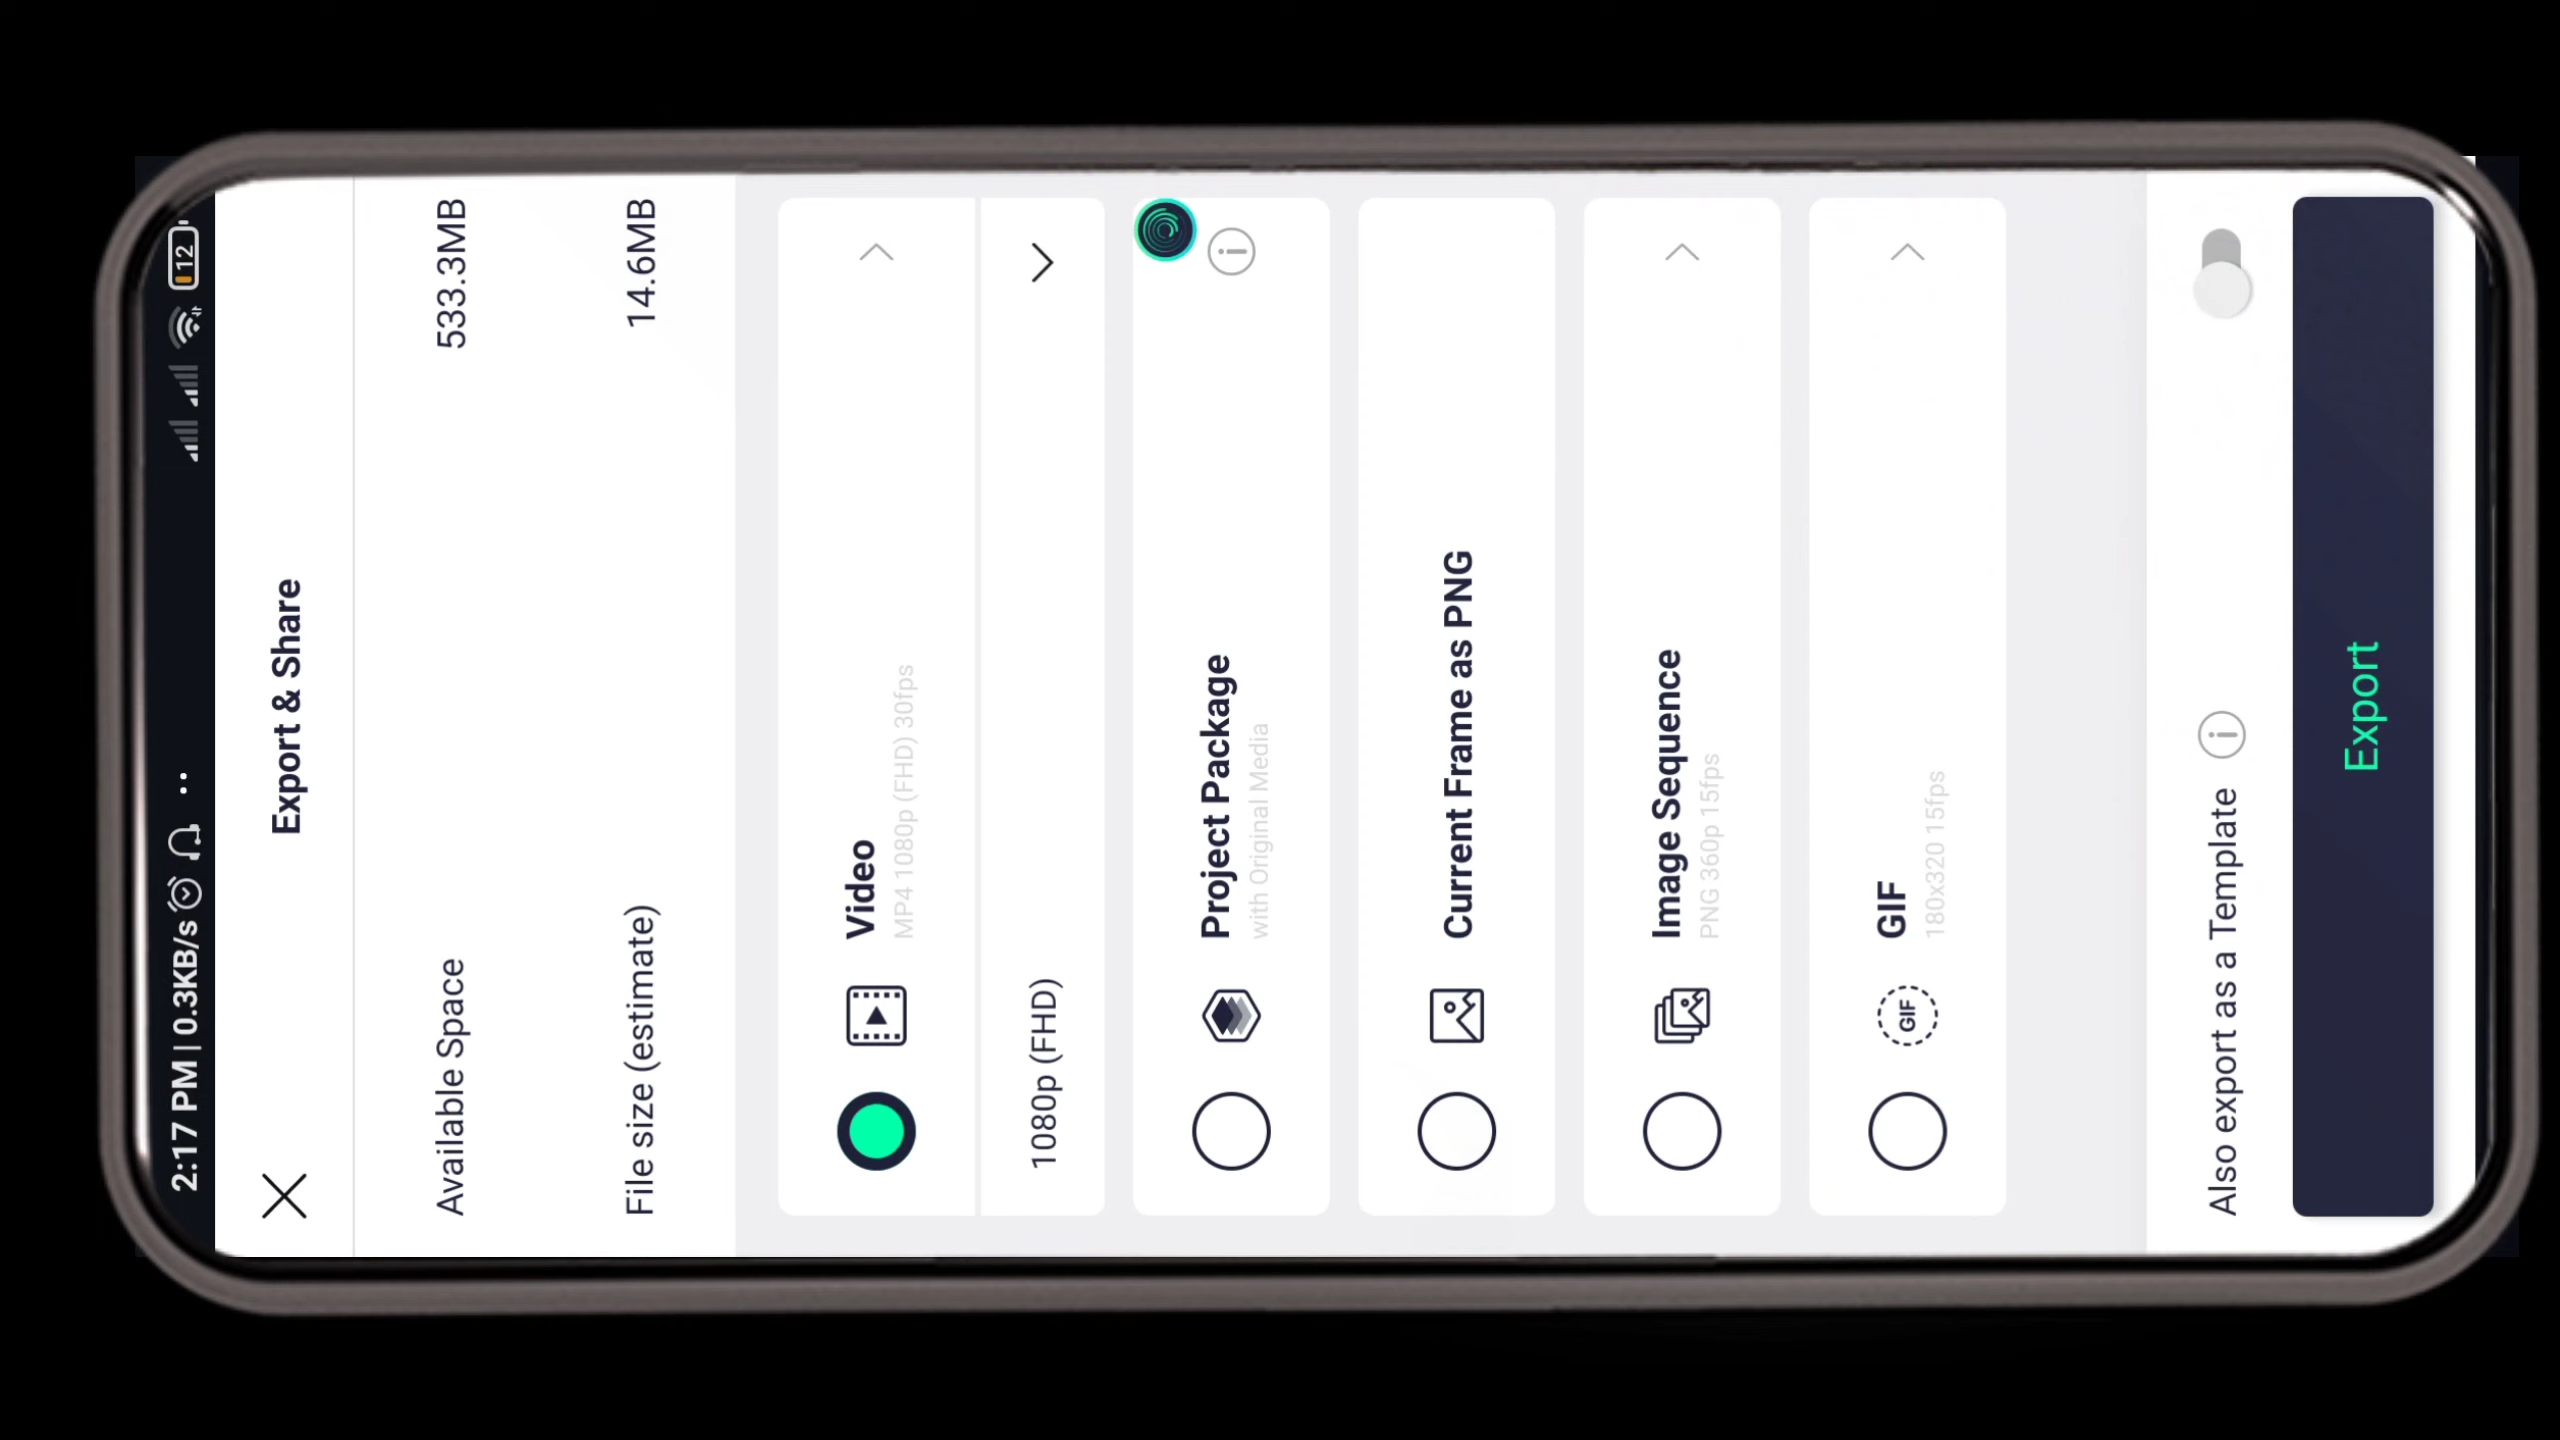 2:17 PM | 0.3KB/s
12
Export & Share
Available Space 533.3MB
File size (estimate) 14.6MB
Video
MP4 1080p (FHD) 30fps
1080p (FHD)
Project Package
with Original Media
Current Frame as PNG
Image Sequence
PNG 360p 15fps
GIF
GIF
180x320 15fps
Also export as a Template
Export